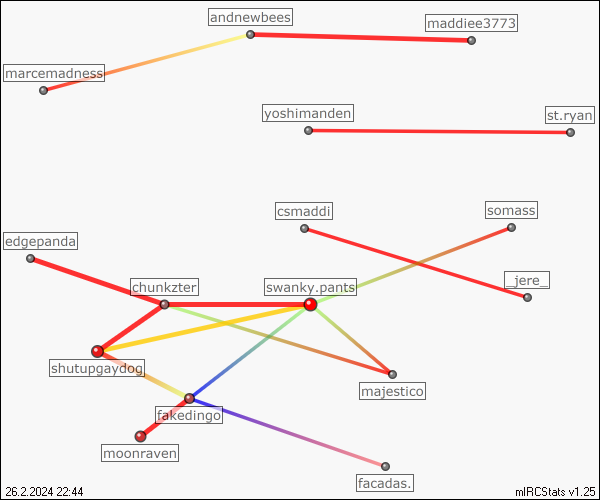 andnewbees
maddiee3773
marcemadness
yoshimanden
st.ryan
csmaddi
somass
edgepanda
_jere_
chunkzter
swanky.pants
shutupgaydog
majestico
fakedingo
moonraven
facadas.
26.2.2024 22:44
mIRCStats v1.25